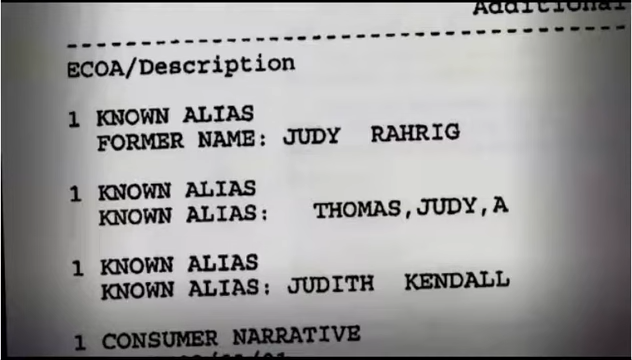 Additional
--------------------------------------------------
ECOA/Description
1 KNOWN ALIAS
FORMER NAME: JUDY RAHRIG
1 KNOWN ALIAS
KNOWN ALIAS: THOMAS,JUDY,A
1 KNOWN ALIAS
KNOWN ALIAS: JUDITH KENDALL
1 CONSUMER NARRATIVE